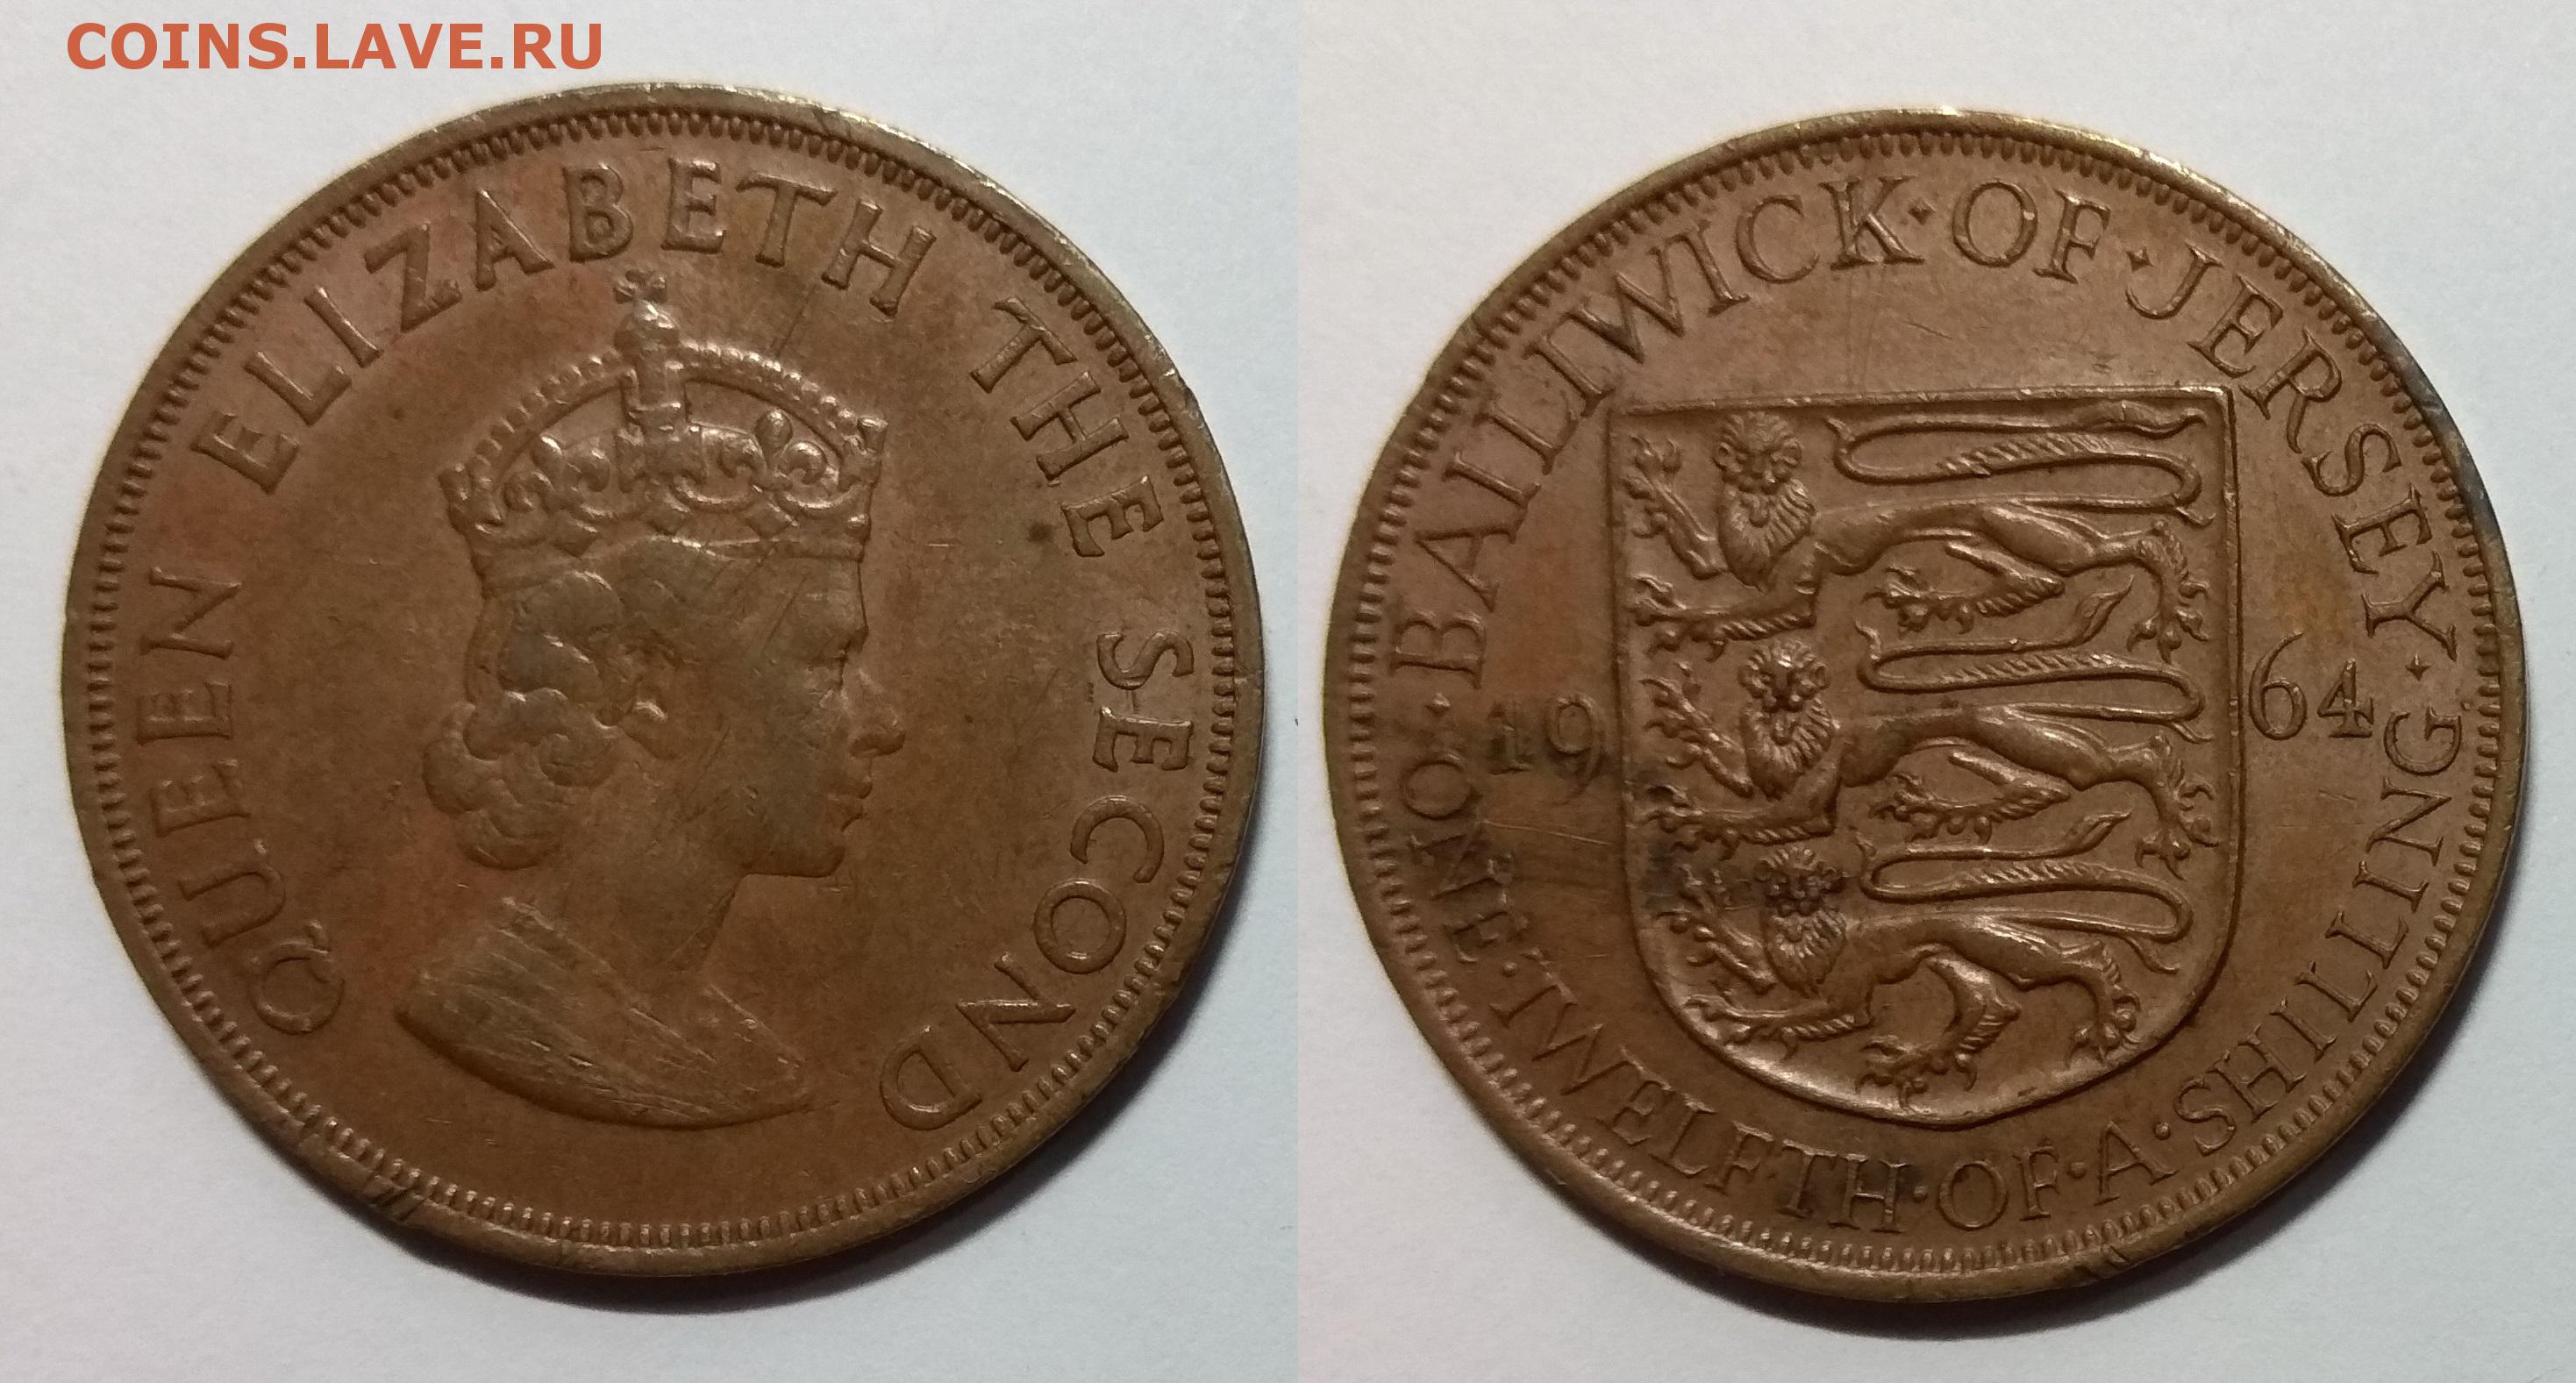 COINS.LAVE.RU
QUEEN ELIZABETH THE SECOND
BAILIWICK·OF·JERSEY·
ONE·TWELFTH·OF·A·SHILLING
19 64